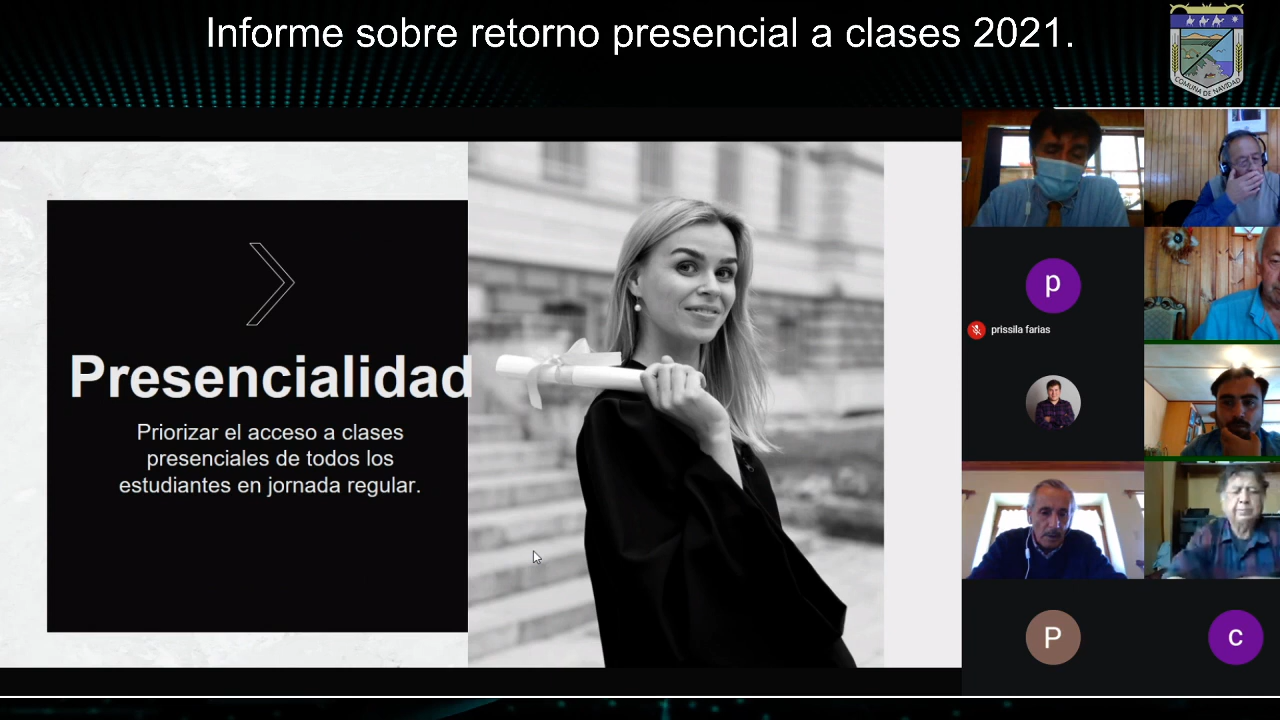 Informe sobre retorno presencial a clases 2021.
COMUNA DE NAVIDAD
Presencialidad
Priorizar el acceso a clases
presenciales de todos los
estudiantes en jornada regular.
p
prissila farias
P
c